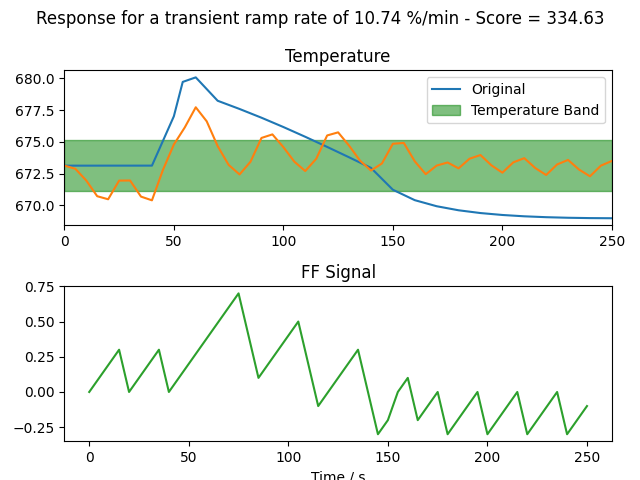 Response for a transient ramp rate of 10.74 %/min - Score = 334.63
Temperature
680.0
677.5
675.0
672.5
670.0
Original
Temperature Band
0 50 100 150 200 250
FF Signal
0.75
0.50
0.25
0.00
−0.25
0 50 100 150 200 250
Time / s